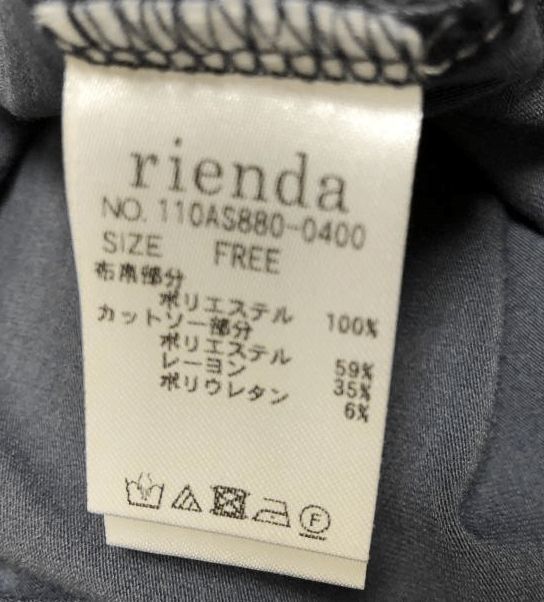 rienda
NO. 110AS880-0400
SIZE FREE
布帛部分
ポリエステル 100%
カットソー部分
ポリエステル 59%
レーヨン 35%
ポリウレタン 6%
F